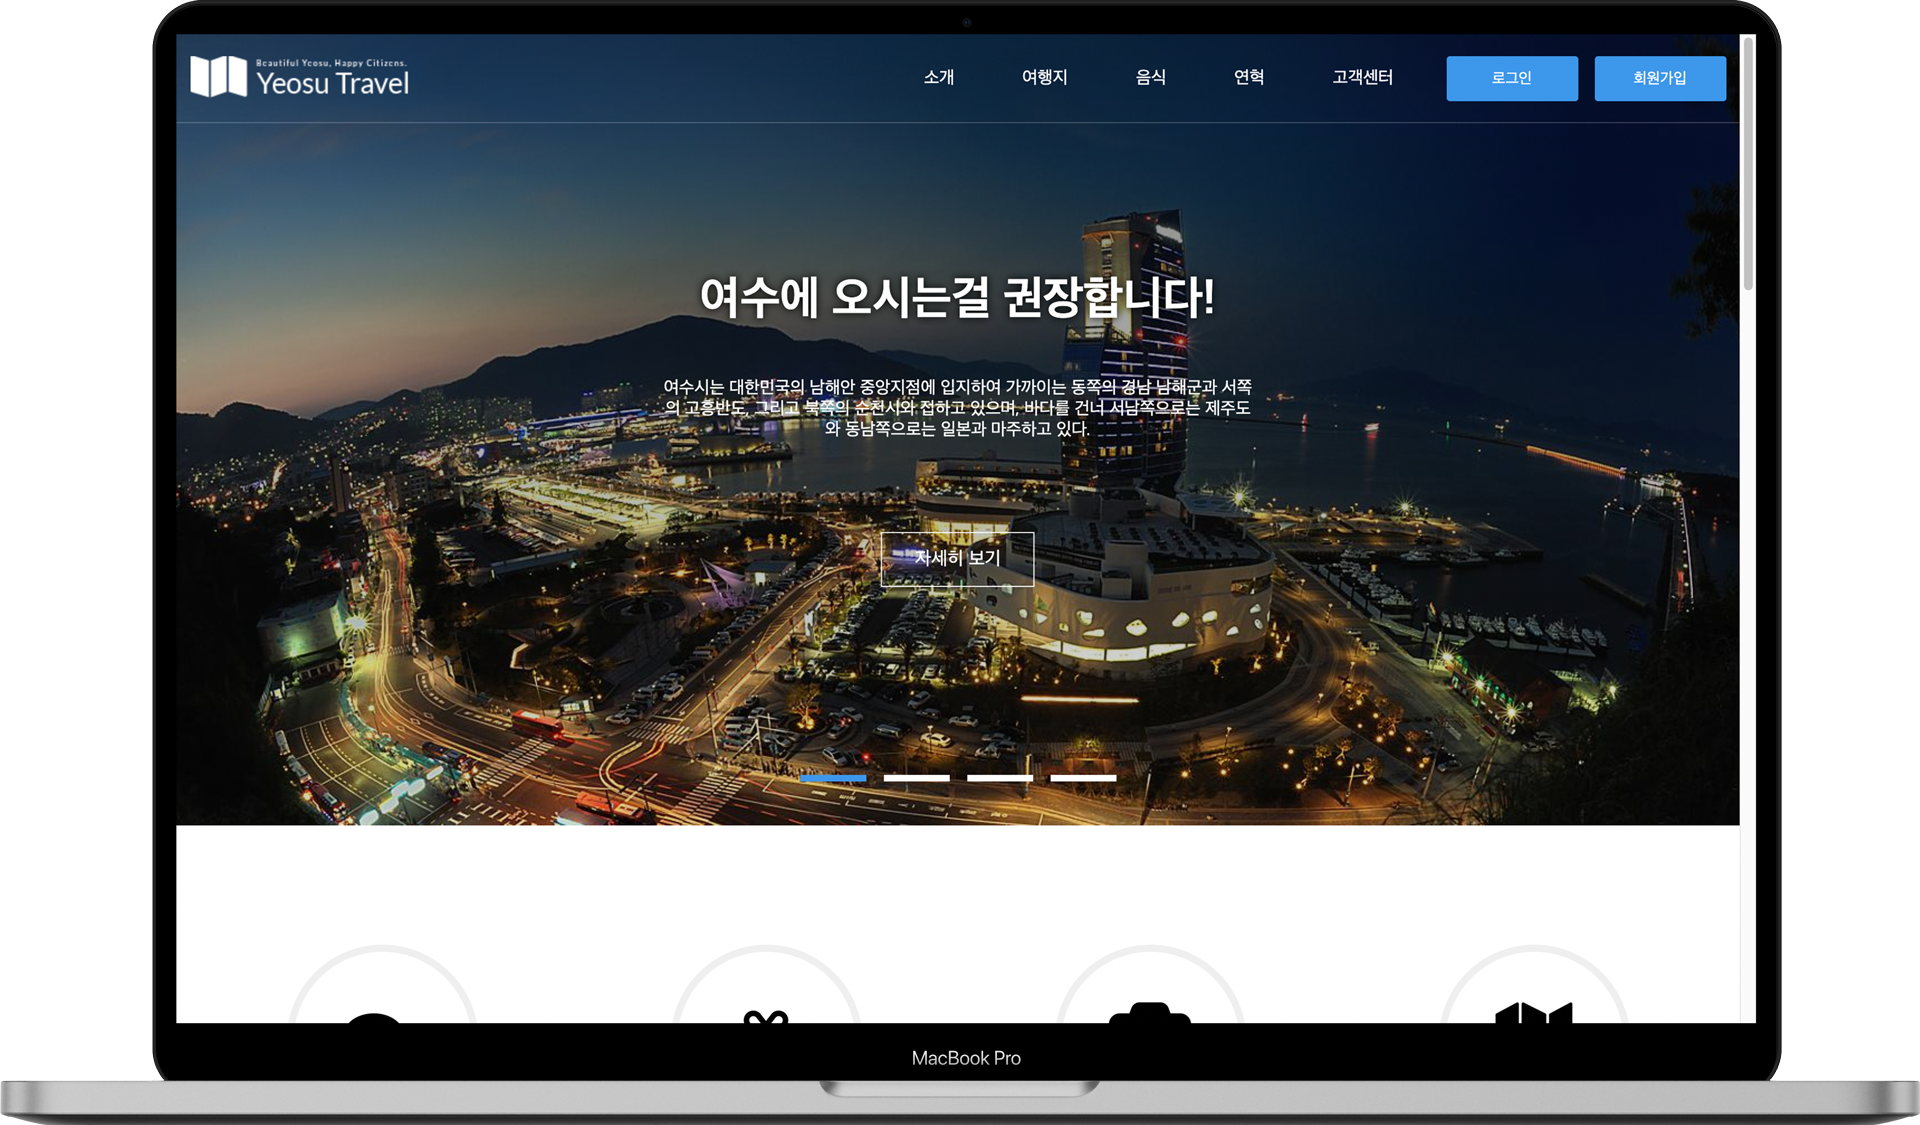 Beautiful Yeosu, Happy Citizens.
Yeosu Travel
소개
여행지
음식
연혁
고객센터
로그인
회원가입
여수에 오시는걸 권장합니다!
여수시는 대한민국의 남해안 중앙지점에 입지하여 가까이는 동쪽의 경남 남해군과 서쪽
의 고흥반도, 그리고 북쪽의 순천시와 접하고 있으며, 바다를 건너 서남쪽으로는 제주도
와 동남쪽으로는 일본과 마주하고 있다.
자세히 보기
MacBook Pro